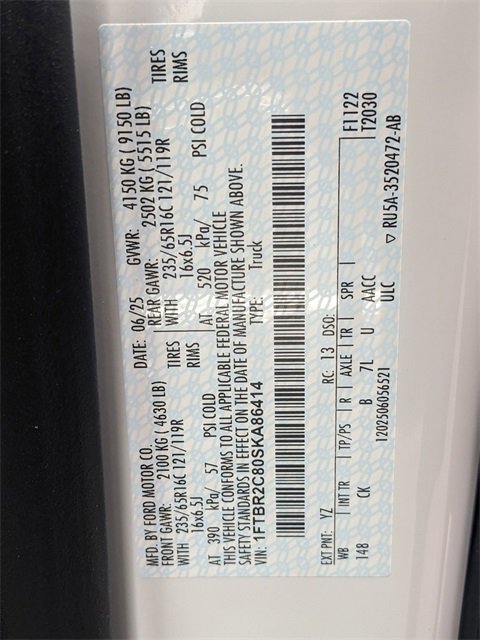 MFD. BY FORD MOTOR CO. DATE: 06/25 GVWR: 4150 KG ( 9150 LB)
FRONT GAWR: 2100 KG ( 4630 LB) REAR GAWR: 2502 KG ( 5515 LB)
WITH 235/65R16C 121/119R TIRES WITH 235/65R16C 121/119R TIRES
16x6.5J RIMS 16x6.5J RIMS
AT 390 kPa/ 57 PSI COLD AT 520 kPa/ 75 PSI COLD
THIS VEHICLE CONFORMS TO ALL APPLICABLE FEDERAL MOTOR VEHICLE
SAFETY STANDARDS IN EFFECT ON THE DATE OF MANUFACTURE SHOWN ABOVE.
VIN: 1FTBR2C80SKA86414 TYPE: Truck
EXT PNT: YZ RC: 13 DSO: F1122
WB INT TR TP/PS R AXLE TR SPR T2030
148 CK B 7L U AACC
1202506056521 ULC ▽ RU5A-3520472-AB